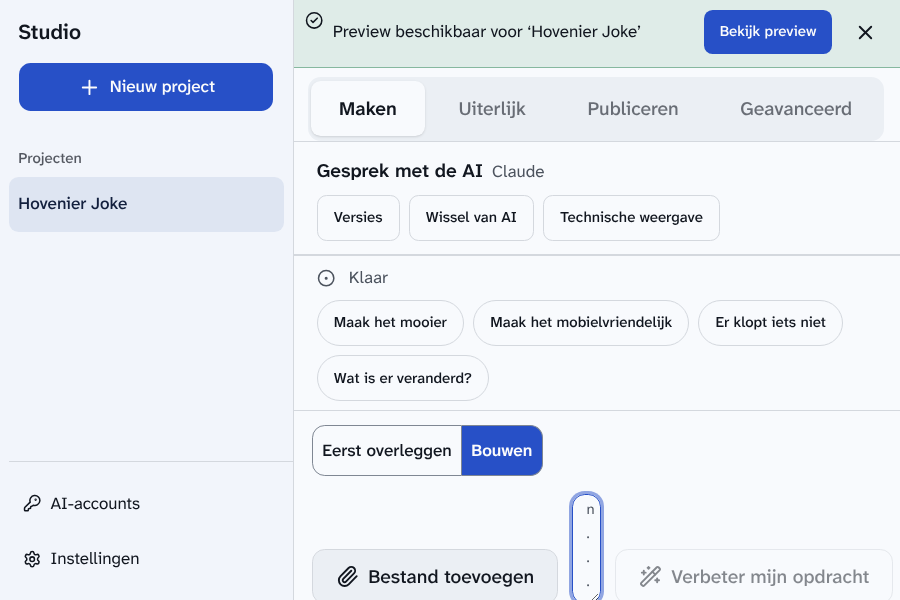 Studio
Nieuw project
Projecten
Hovenier Joke
AI-accounts
Instellingen
Preview beschikbaar voor ‘Hovenier Joke’
Bekijk preview
Maken
Uiterlijk
Publiceren
Geavanceerd
Gesprek met de AI Claude
Versies
Wissel van AI
Technische weergave
Klaar
Maak het mooier
Maak het mobielvriendelijk
Er klopt iets niet
Wat is er veranderd?
Eerst overleggen
Bouwen
Bestand toevoegen
n
.
.
.
Verbeter mijn opdracht